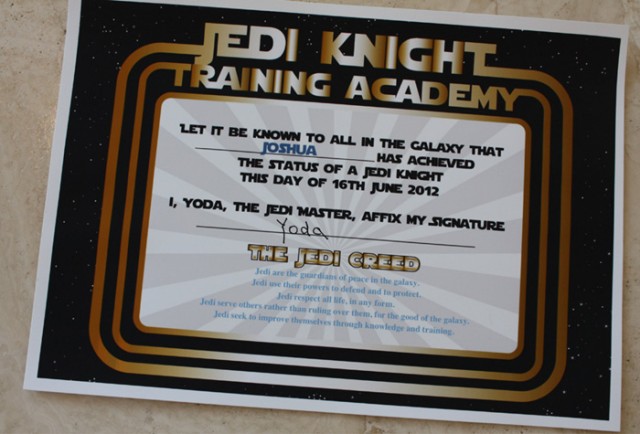 JEDI KNIGHT
TRAINING ACADEMY
LET IT BE KNOWN TO ALL IN THE GALAXY THAT
JOSHUA HAS ACHIEVED
THE STATUS OF A JEDI KNIGHT
THIS DAY OF 16TH JUNE 2012
I, YODA, THE JEDI MASTER, AFFIX MY SIGNATURE
Yoda
THE JEDI CREED
Jedi are the guardians of peace in the galaxy.
Jedi use their powers to defend and to protect.
Jedi respect all life, in any form.
Jedi serve others rather than ruling over them, for the good of the galaxy.
Jedi seek to improve themselves through knowledge and training.